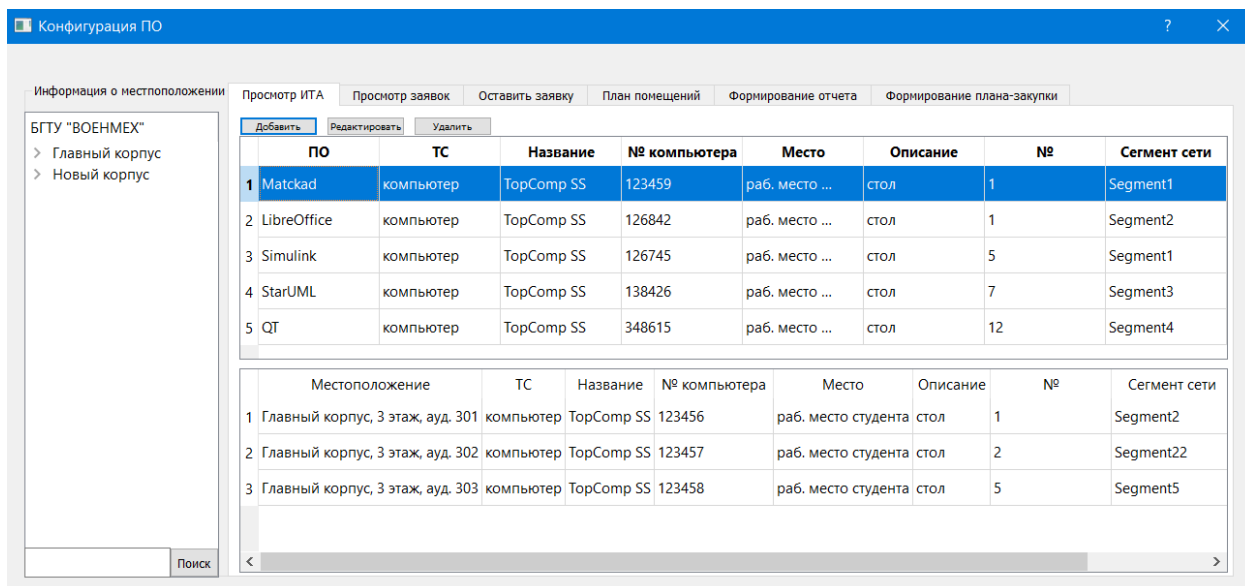 Конфигурация ПО ? ×
Информация о местпоположении
Просмотр ИТА Просмотр заявок Оставить заявку План помещений Формирование отчета Формирование плана-закупки
БГТУ "ВОЕНМЕХ"
> Главный корпус
> Новый корпус
Добавить Редактировать Удалить
ПО ТС Название № компьютера Место Описание № Сегмент сети
1 Matckad компьютер TopComp SS 123459 раб. место ... стол 1 Segment1
2 LibreOffice компьютер TopComp SS 126842 раб. место ... стол 1 Segment2
3 Simulink компьютер TopComp SS 126745 раб. место ... стол 5 Segment1
4 StarUML компьютер TopComp SS 138426 раб. место ... стол 7 Segment3
5 QT компьютер TopComp SS 348615 раб. место ... стол 12 Segment4
Местоположение ТС Название № компьютера Место Описание № Сегмент сети
1 Главный корпус, 3 этаж, ауд. 301 компьютер TopComp SS 123456 раб. место студента стол 1 Segment2
2 Главный корпус, 3 этаж, ауд. 302 компьютер TopComp SS 123457 раб. место студента стол 2 Segment22
3 Главный корпус, 3 этаж, ауд. 303 компьютер TopComp SS 123458 раб. место студента стол 5 Segment5
Поиск